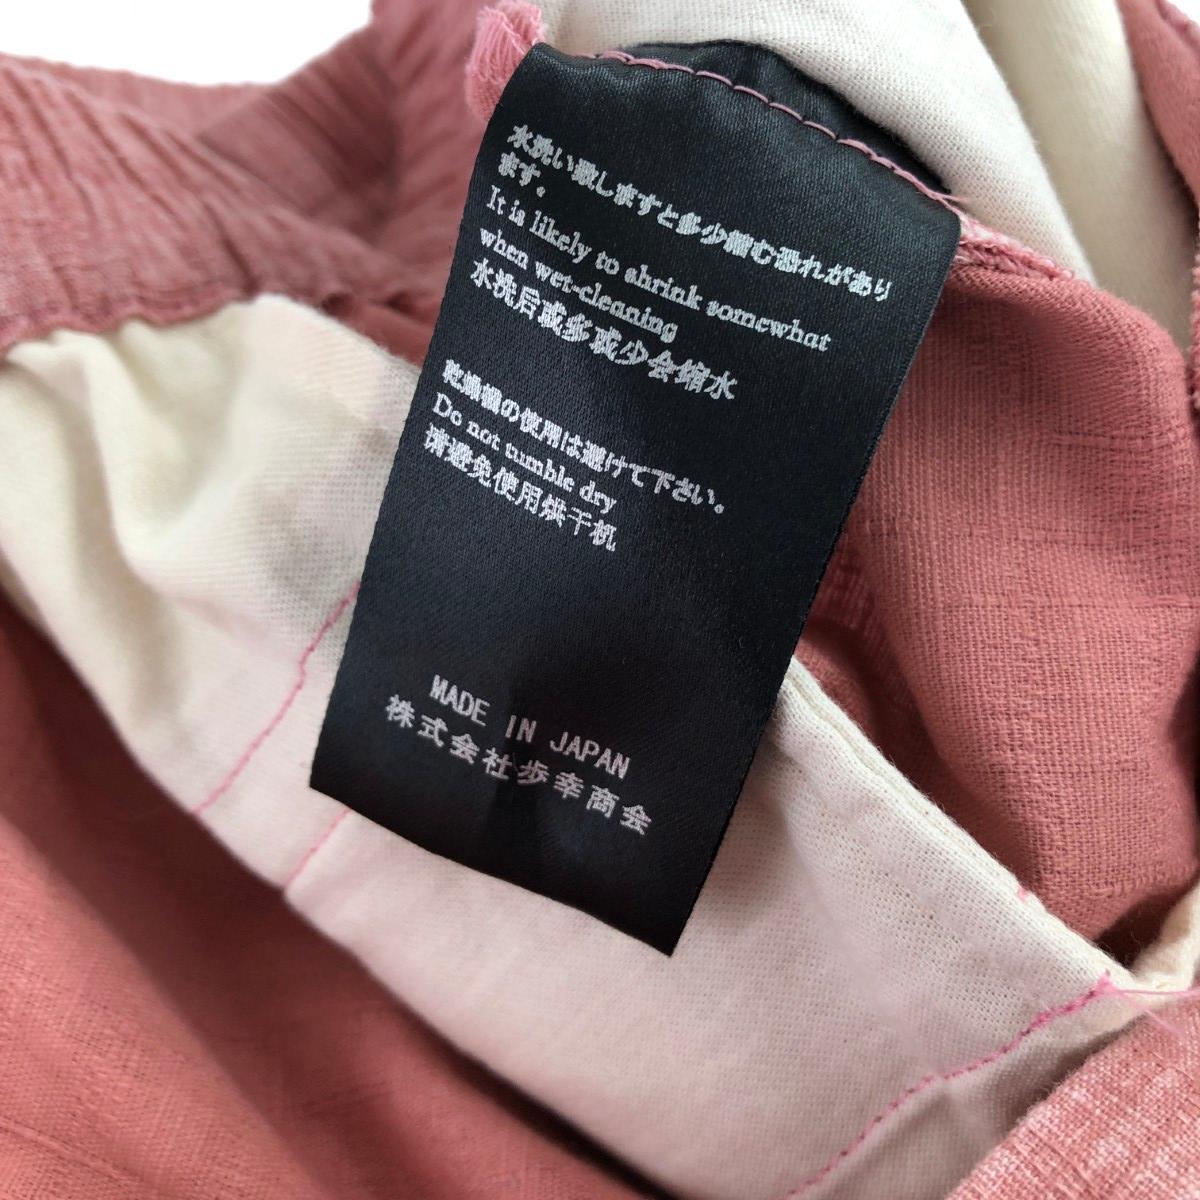 水洗い致しますと多少縮む恐れがあり
ます。
It is likely to shrink somewhat
when wet-cleaning
水洗后或多或少会缩水
乾燥機の使用は避けて下さい。
Do not tumble dry
请避免使用烘干机
MADE IN JAPAN
株式会社歩幸商会